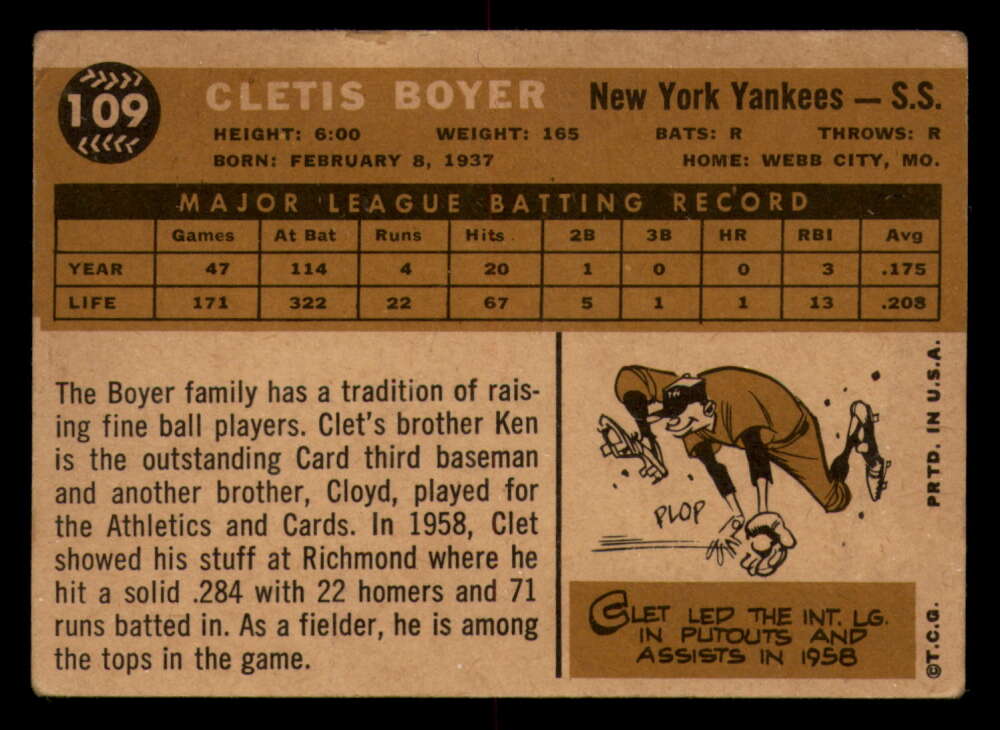 109
CLETIS BOYER New York Yankees — S.S.
HEIGHT: 6:00 WEIGHT: 165 BATS: R THROWS: R
BORN: FEBRUARY 8, 1937 HOME: WEBB CITY, MO.
MAJOR LEAGUE BATTING RECORD
Games At Bat Runs Hits 2B 3B HR RBI Avg
YEAR 47 114 4 20 1 0 0 3 .175
LIFE 171 322 22 67 5 1 1 13 .208
The Boyer family has a tradition of rais-
ing fine ball players. Clet's brother Ken
is the outstanding Card third baseman
and another brother, Cloyd, played for
the Athletics and Cards. In 1958, Clet
showed his stuff at Richmond where he
hit a solid .284 with 22 homers and 71
runs batted in. As a fielder, he is among
the tops in the game.
PLOP
CLET LED THE INT. LG.
IN PUTOUTS AND
ASSISTS IN 1958
©T.C.G. PRTD. IN U.S.A.